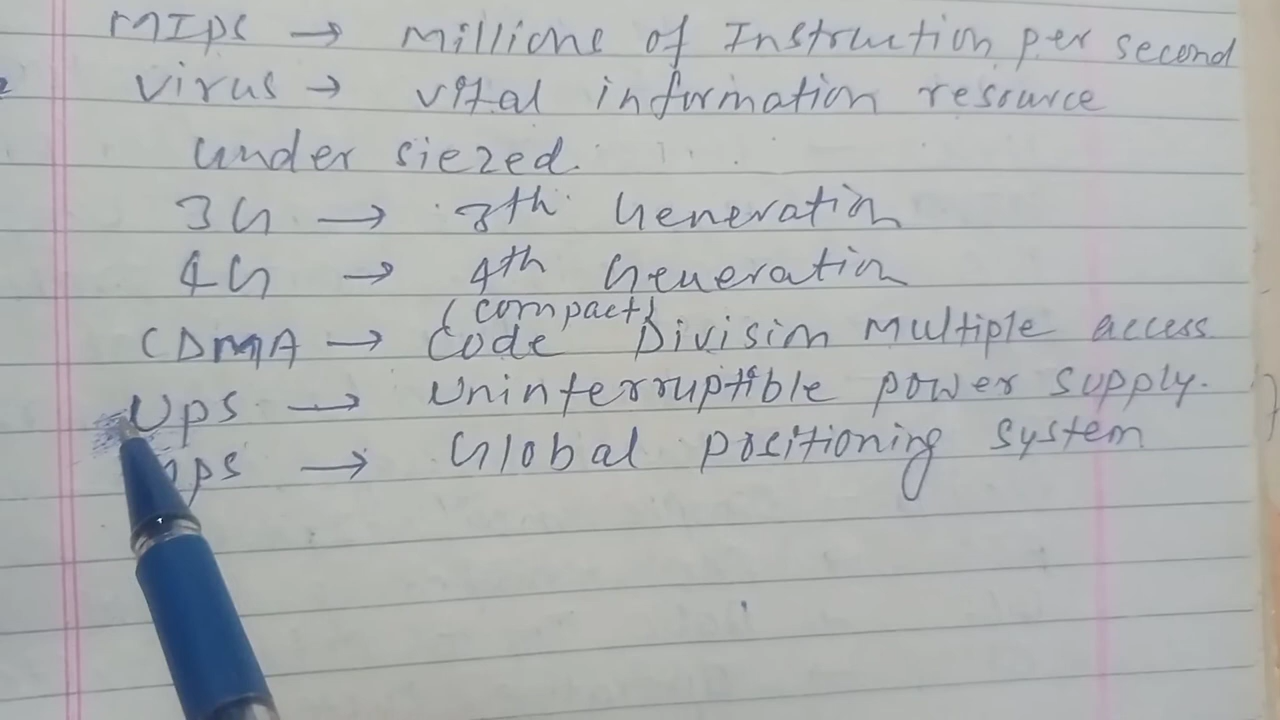 MIPS → Millions of Instruction per second
Virus → vital information resource
under siezed.
3G → 3th Generation
4G → 4th Generation
(compact)
CDMA → Code Division Multiple access.
UPS → Uninterruptible power supply.
GPS → Global positioning system